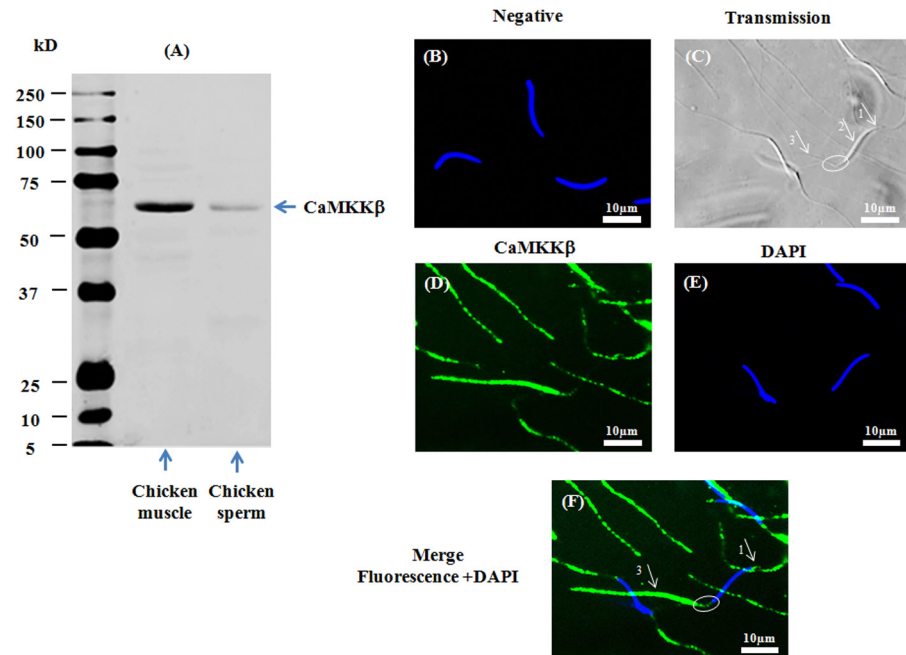 Negative
Transmission
kD
(A)
(B)
(C)
250
150
100
75
50
37
25
10
5
CaMKKβ
1
2
3
10µm
10µm
CaMKKβ
DAPI
(D)
(E)
10µm
10µm
Chicken
muscle
Chicken
sperm
Merge
Fluorescence +DAPI
(F)
1
3
10µm